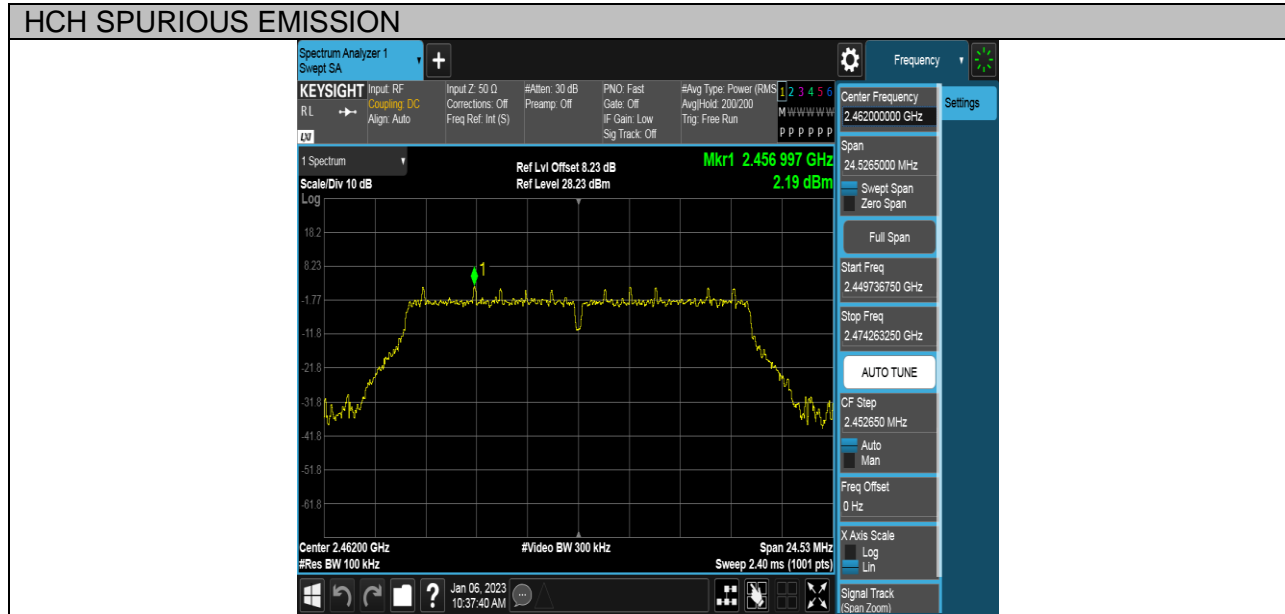 HCH SPURIOUS EMISSION
Spectrum Analyzer 1
Swept SA
+
Frequency
KEYSIGHT
RL
LXI
Input: RF
Coupling: DC
Align: Auto
Input Z: 50 Ω
Corrections: Off
Freq Ref: Int (S)
#Atten: 30 dB
Preamp: Off
PNO: Fast
Gate: Off
IF Gain: Low
Sig Track: Off
#Avg Type: Power (RMS
Avg|Hold: 200/200
Trig: Free Run
1 2 3 4 5 6
M W W W W W
P P P P P P
1 Spectrum
Scale/Div 10 dB
Log
Ref Lvl Offset 8.23 dB
Ref Level 28.23 dBm
Mkr1 2.456 997 GHz
2.19 dBm
18.2
8.23
-1.77
-11.8
-21.8
-31.8
-41.8
-51.8
-61.8
1
Center 2.46200 GHz
#Res BW 100 kHz
#Video BW 300 kHz
Span 24.53 MHz
Sweep 2.40 ms (1001 pts)
Center Frequency
2.462000000 GHz
Settings
Span
24.5265000 MHz
Swept Span
Zero Span
Full Span
Start Freq
2.449736750 GHz
Stop Freq
2.474263250 GHz
AUTO TUNE
CF Step
2.452650 MHz
Auto
Man
Freq Offset
0 Hz
X Axis Scale
Log
Lin
Signal Track
(Span Zoom)
?
Jan 06, 2023
10:37:40 AM